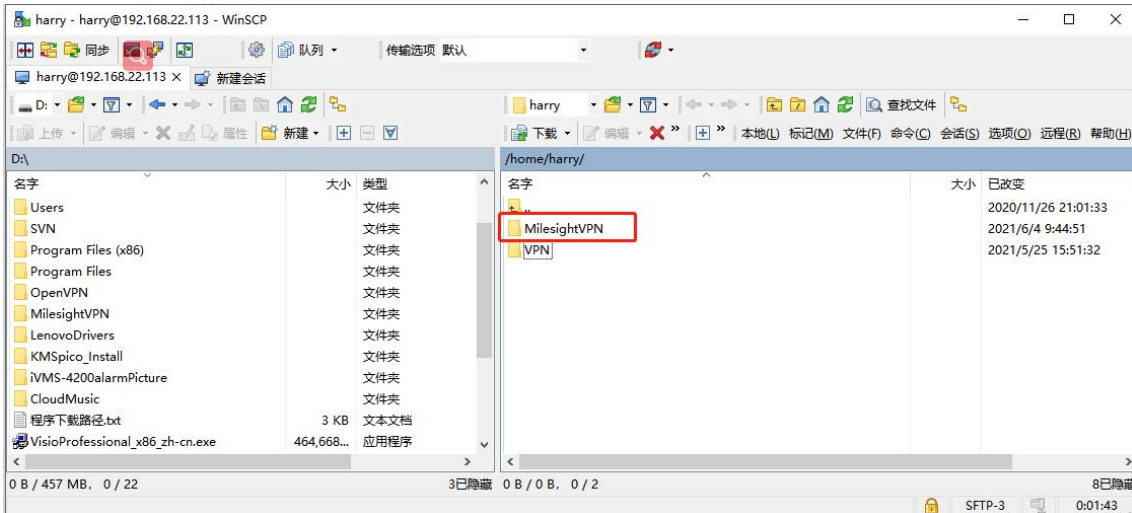 harry - harry@192.168.22.113 - WinSCP
同步 队列 传输选项 默认
harry@192.168.22.113 × 新建会话
D: harry 查找文件
上传 编辑 属性 新建 下载 编辑 » » 本地(L) 标记(M) 文件(F) 命令(C) 会话(S) 选项(O) 远程(R) 帮助(H)
D:\ /home/harry/
名字 大小 类型 名字 大小 已改变
Users 文件夹 .. 2020/11/26 21:01:33
SVN 文件夹 MilesightVPN 2021/6/4 9:44:51
Program Files (x86) 文件夹 VPN 2021/5/25 15:51:32
Program Files 文件夹
OpenVPN 文件夹
MilesightVPN 文件夹
LenovoDrivers 文件夹
KMSpico_Install 文件夹
iVMS-4200alarmPicture 文件夹
CloudMusic 文件夹
程序下载路径.txt 3 KB 文本文档
VisioProfessional_x86_zh-cn.exe 464,668... 应用程序
0 B / 457 MB, 0 / 22 3已隐藏 0 B / 0 B, 0 / 2 8已隐藏
SFTP-3 0:01:43